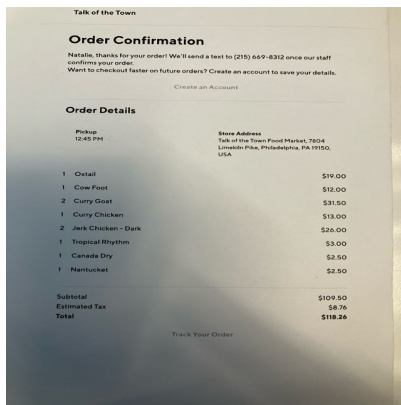 Talk of the Town
Order Confirmation
Natalie, thanks for your order! We'll send a text to (215) 669-8312 once our staff
confirms your order.
Want to checkout faster on future orders? Create an account to save your details.
Create an Account
Order Details
Pickup
12:45 PM
Store Address
Talk of the Town Food Market, 7804
Limekiln Pike, Philadelphia, PA 19150,
USA
1 Oxtail $19.00
1 Cow Foot $12.00
2 Curry Goat $31.50
1 Curry Chicken $13.00
2 Jerk Chicken - Dark $26.00
1 Tropical Rhythm $3.00
1 Canada Dry $2.50
1 Nantucket $2.50
Subtotal $109.50
Estimated Tax $8.76
Total $118.26
Track Your Order